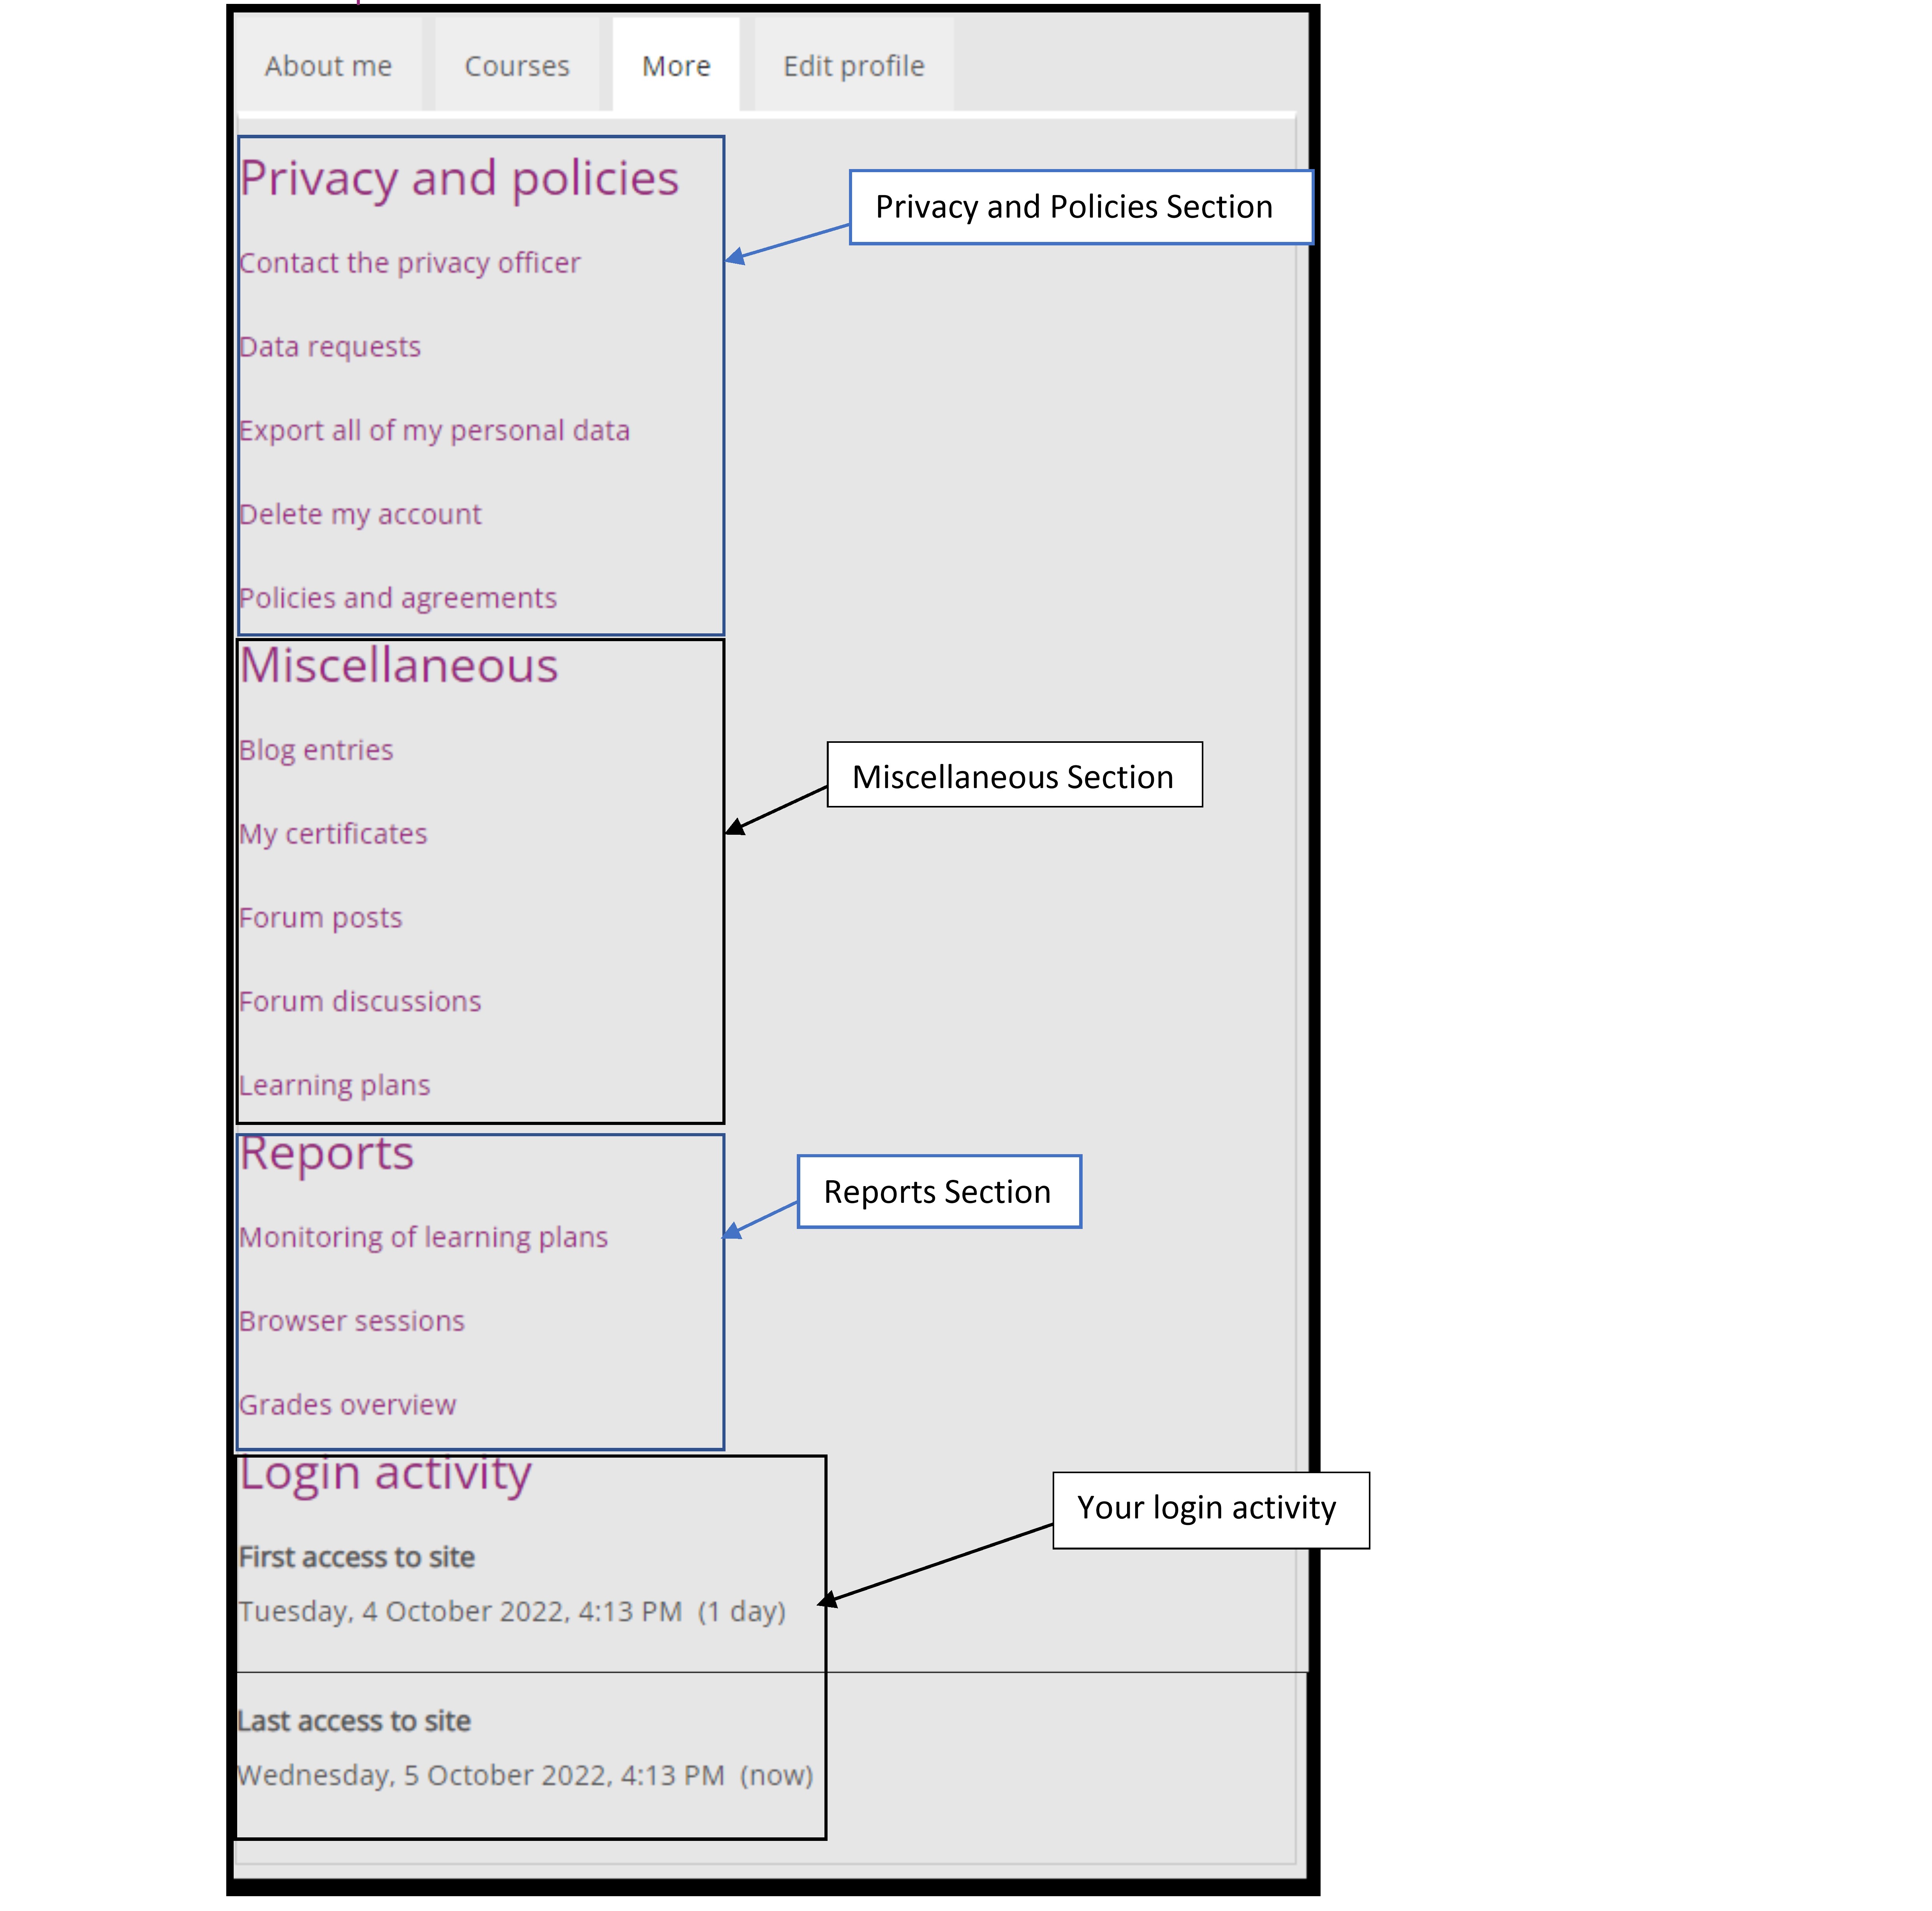 About me
Courses
More
Edit profile
Privacy and policies
Privacy and Policies Section
Contact the privacy officer
Data requests
Export all of my personal data
Delete my account
Policies and agreements
Miscellaneous
Blog entries
Miscellaneous Section
My certificates
Forum posts
Forum discussions
Learning plans
Reports
Reports Section
Monitoring of learning plans
Browser sessions
Grades overview
Login activity
Your login activity
First access to site
Tuesday, 4 October 2022, 4:13 PM  (1 day)
Last access to site
Wednesday, 5 October 2022, 4:13 PM  (now)